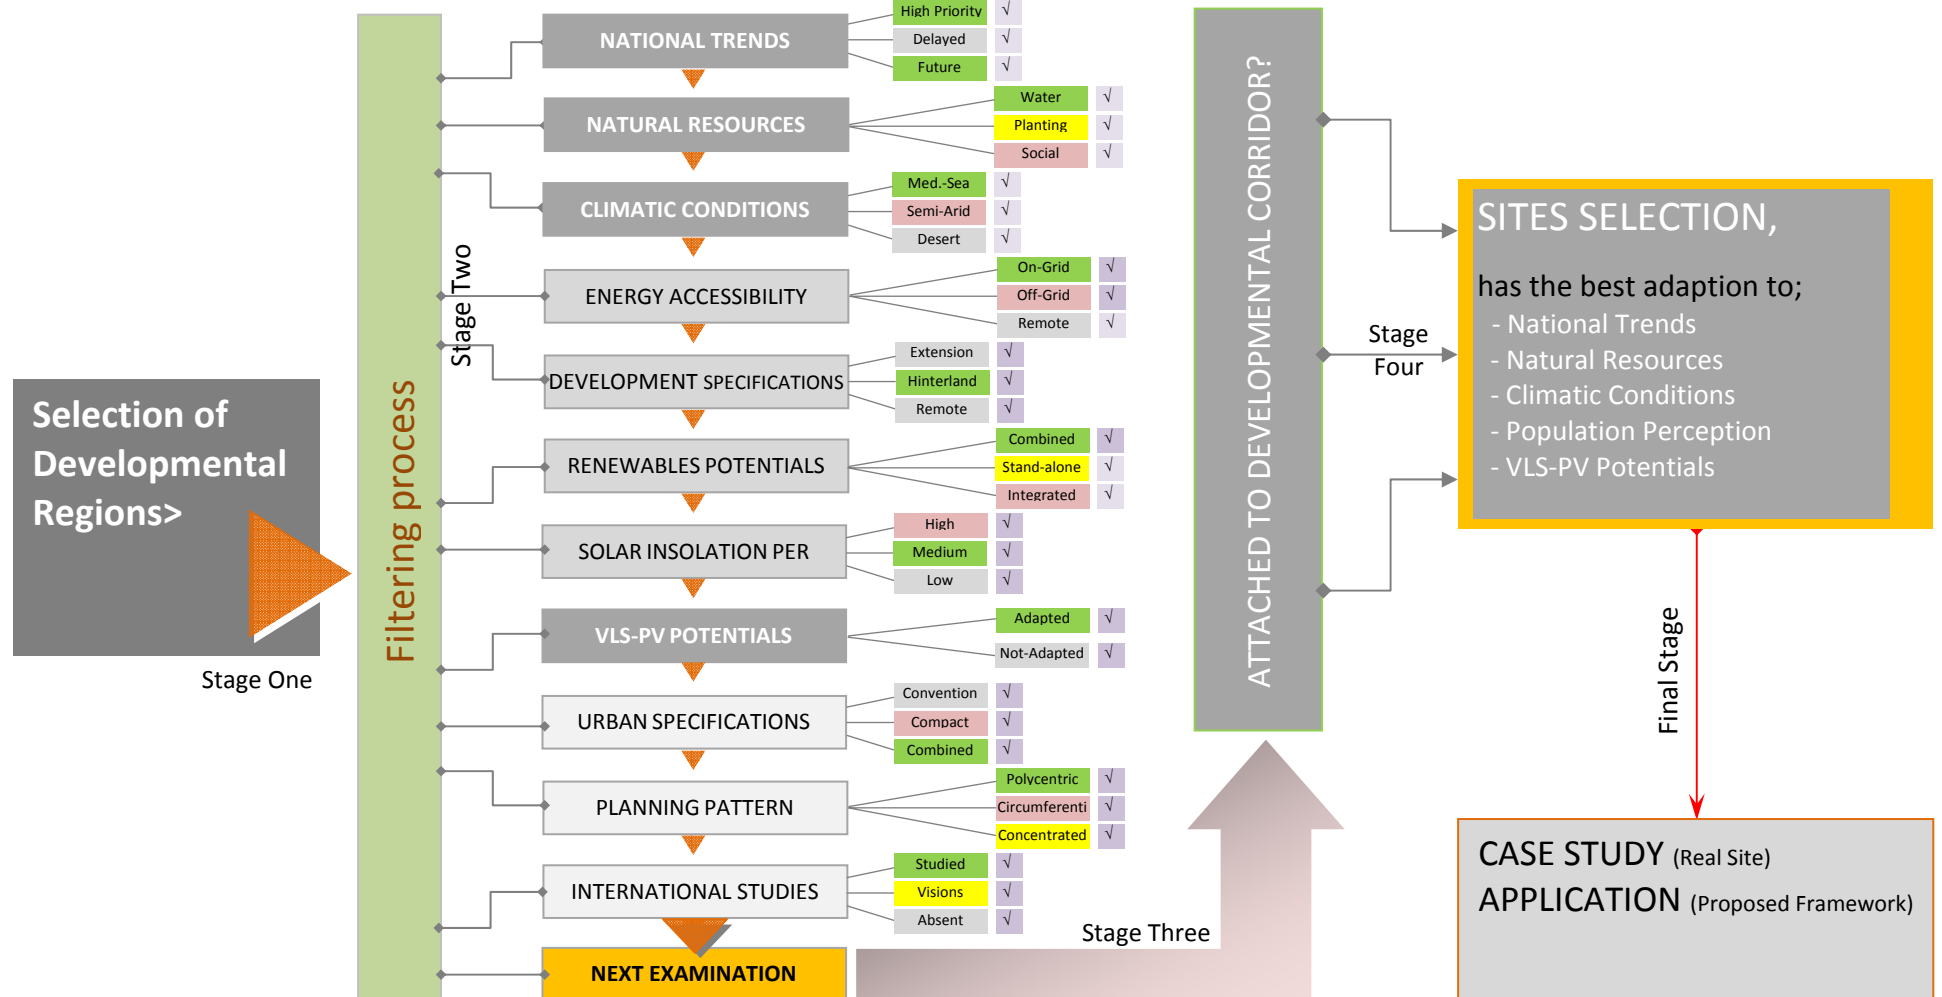 Selection of
Developmental
Regions>
Stage One
Filtering process
Stage Two
NATIONAL TRENDS
High Priority √
Delayed √
Future √
NATURAL RESOURCES
Water √
Planting √
Social √
CLIMATIC CONDITIONS
Med.-Sea √
Semi-Arid √
Desert √
ENERGY ACCESSIBILITY
On-Grid √
Off-Grid √
Remote √
DEVELOPMENT SPECIFICATIONS
Extension √
Hinterland √
Remote √
RENEWABLES POTENTIALS
Combined √
Stand-alone √
Integrated √
SOLAR INSOLATION PER
High √
Medium √
Low √
VLS-PV POTENTIALS
Adapted √
Not-Adapted √
URBAN SPECIFICATIONS
Convention √
Compact √
Combined √
PLANNING PATTERN
Polycentric √
Circumferenti √
Concentrated √
INTERNATIONAL STUDIES
Studied √
Visions √
Absent √
NEXT EXAMINATION
Stage Three
ATTACHED TO DEVELOPMENTAL CORRIDOR?
Stage
Four
SITES SELECTION,
has the best adaption to;
- National Trends
- Natural Resources
- Climatic Conditions
- Population Perception
- VLS-PV Potentials
Final Stage
CASE STUDY (Real Site)
APPLICATION (Proposed Framework)